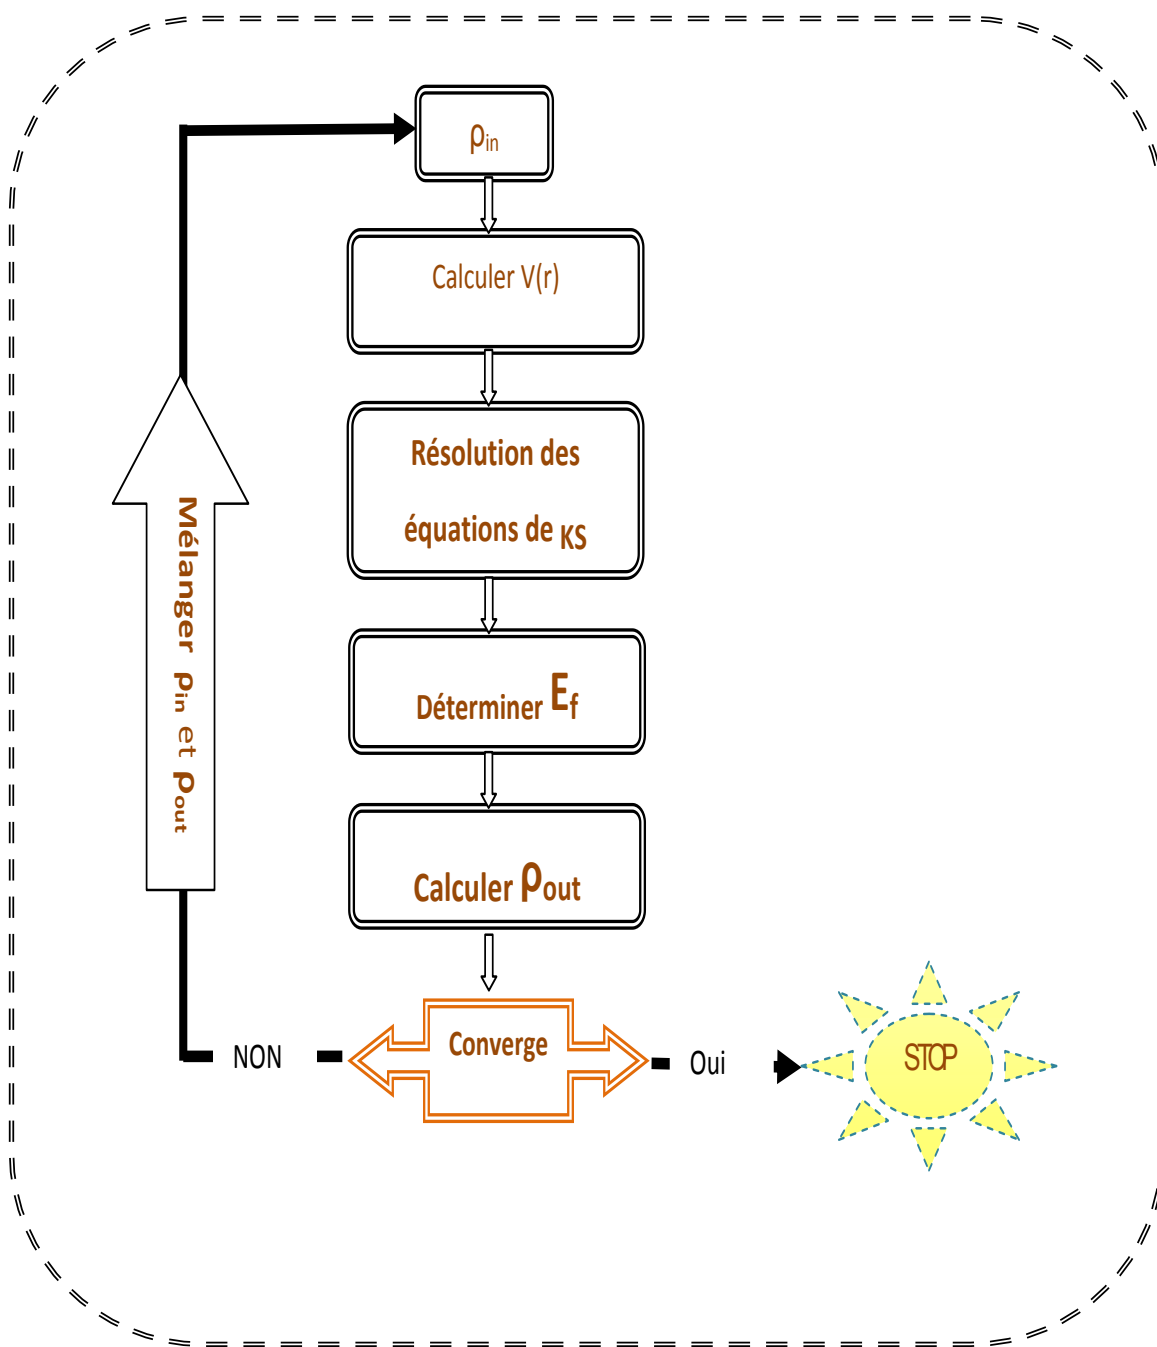 ρin
Calculer V(r)
Résolution des
équations de KS
Déterminer Ef
Calculer ρout
Converge
NON
Oui
STOP
Mélanger ρin et ρout